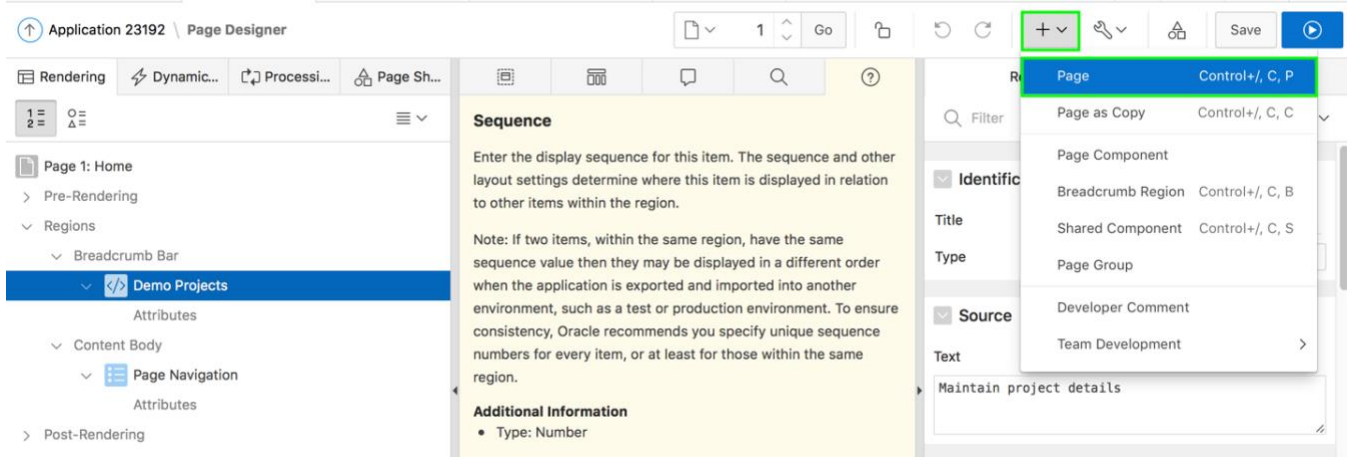 Application 23192 \ Page Designer
1
Go
Save
Rendering
Dynamic...
Processi...
Page Sh...
Page 1: Home
Pre-Rendering
Regions
Breadcrumb Bar
Demo Projects
Attributes
Content Body
Page Navigation
Attributes
Post-Rendering
Sequence
Enter the display sequence for this item. The sequence and other
layout settings determine where this item is displayed in relation
to other items within the region.
Note: If two items, within the same region, have the same
sequence value then they may be displayed in a different order
when the application is exported and imported into another
environment, such as a test or production environment. To ensure
consistency, Oracle recommends you specify unique sequence
numbers for every item, or at least for those within the same
region.
Additional Information
• Type: Number
Filter
Identific
Title
Type
Source
Text
Maintain project details
Page Control+/, C, P
Page as Copy Control+/, C, C
Page Component
Breadcrumb Region Control+/, C, B
Shared Component Control+/, C, S
Page Group
Developer Comment
Team Development